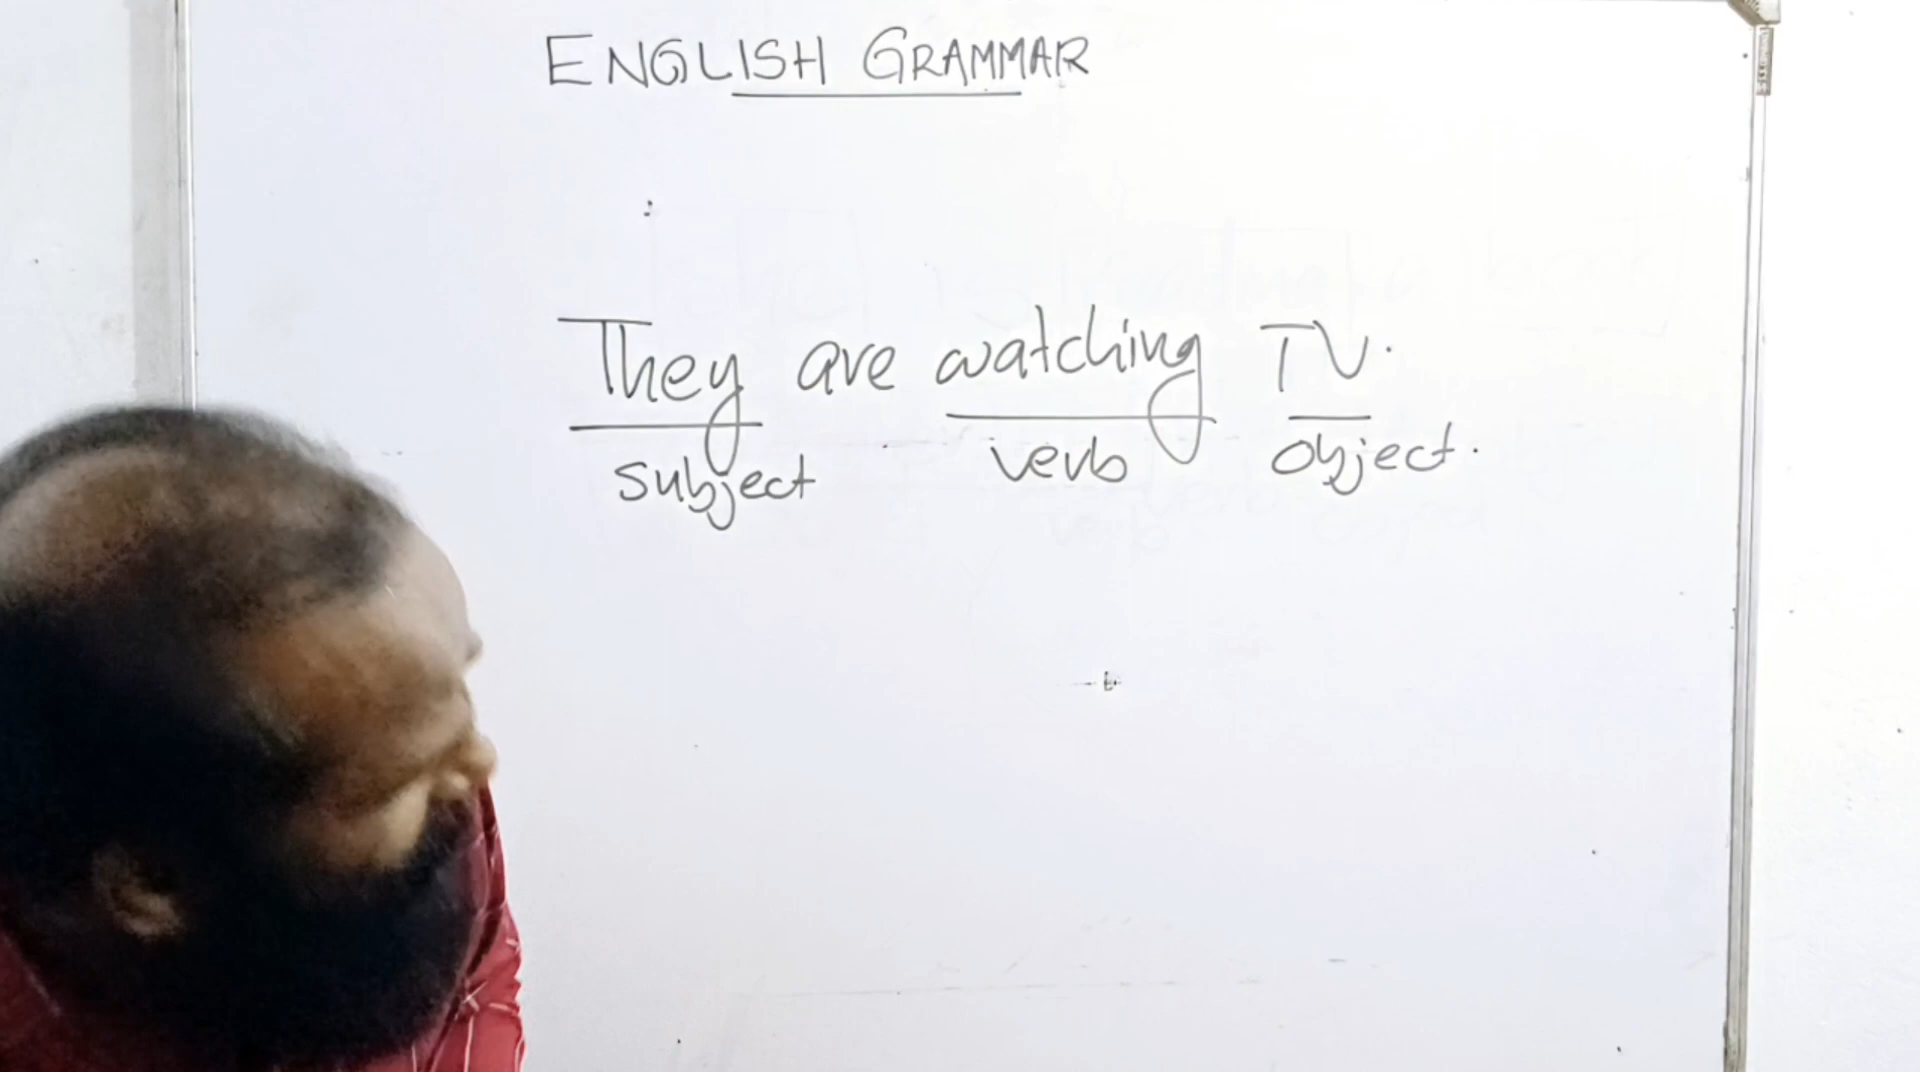 ENGLISH GRAMMAR
They are watching TV.
subject verb object.